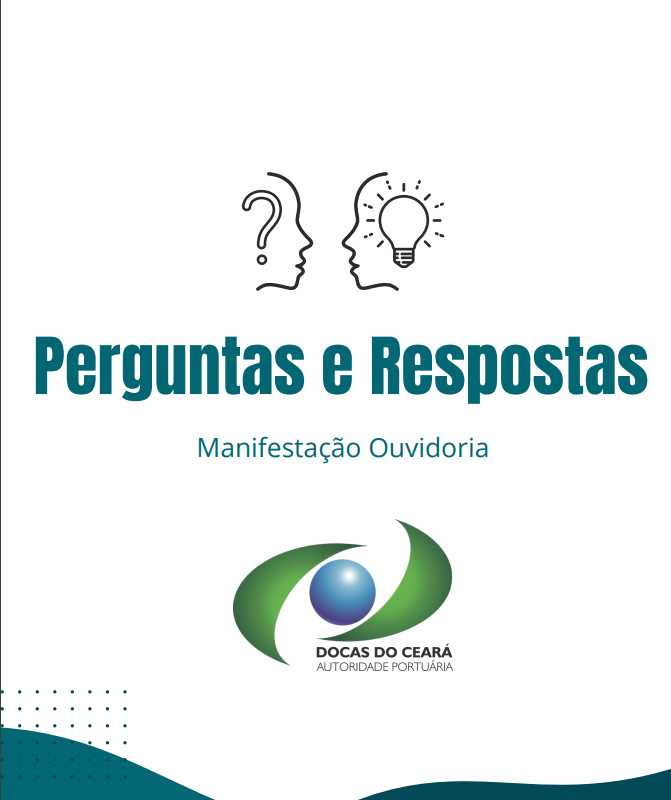 Perguntas e Respostas
Manifestação Ouvidoria
DOCAS DO CEARÁ
AUTORIDADE PORTUÁRIA